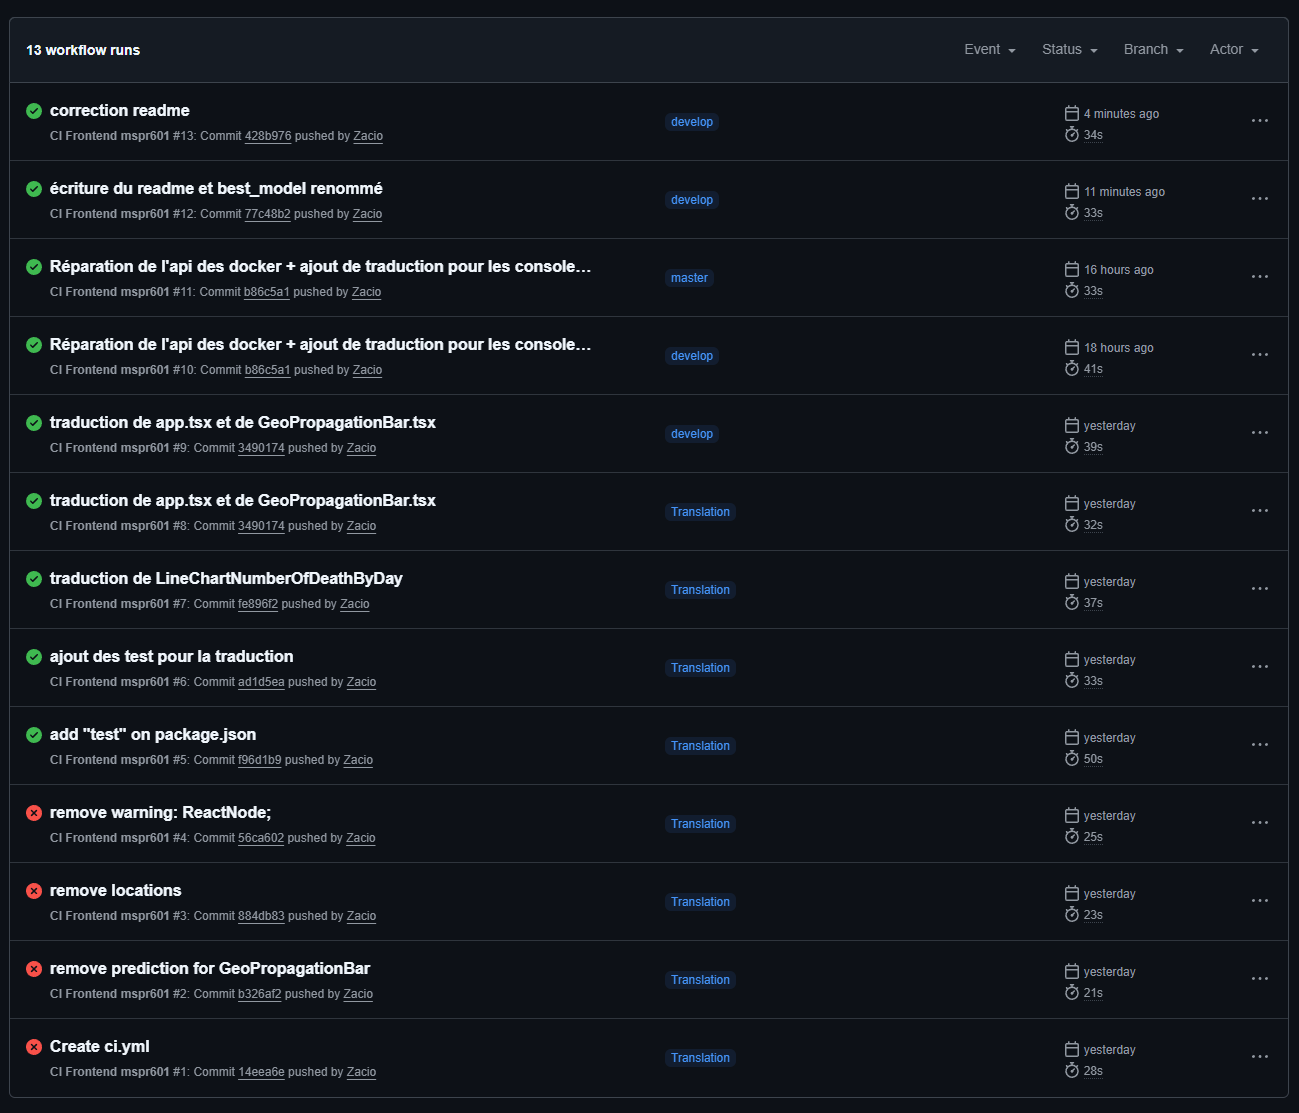 13 workflow runs
Event Status Branch Actor
correction readme
CI Frontend mspr601 #13: Commit 428b976 pushed by Zacio
develop
4 minutes ago
34s
écriture du readme et best_model renommé
CI Frontend mspr601 #12: Commit 77c48b2 pushed by Zacio
develop
11 minutes ago
33s
Réparation de l'api des docker + ajout de traduction pour les console…
CI Frontend mspr601 #11: Commit b86c5a1 pushed by Zacio
master
16 hours ago
33s
Réparation de l'api des docker + ajout de traduction pour les console…
CI Frontend mspr601 #10: Commit b86c5a1 pushed by Zacio
develop
18 hours ago
41s
traduction de app.tsx et de GeoPropagationBar.tsx
CI Frontend mspr601 #9: Commit 3490174 pushed by Zacio
develop
yesterday
39s
traduction de app.tsx et de GeoPropagationBar.tsx
CI Frontend mspr601 #8: Commit 3490174 pushed by Zacio
Translation
yesterday
32s
traduction de LineChartNumberOfDeathByDay
CI Frontend mspr601 #7: Commit fe896f2 pushed by Zacio
Translation
yesterday
37s
ajout des test pour la traduction
CI Frontend mspr601 #6: Commit ad1d5ea pushed by Zacio
Translation
yesterday
33s
add "test" on package.json
CI Frontend mspr601 #5: Commit f96d1b9 pushed by Zacio
Translation
yesterday
50s
remove warning: ReactNode;
CI Frontend mspr601 #4: Commit 56ca602 pushed by Zacio
Translation
yesterday
25s
remove locations
CI Frontend mspr601 #3: Commit 884db83 pushed by Zacio
Translation
yesterday
23s
remove prediction for GeoPropagationBar
CI Frontend mspr601 #2: Commit b326af2 pushed by Zacio
Translation
yesterday
21s
Create ci.yml
CI Frontend mspr601 #1: Commit 14eea6e pushed by Zacio
Translation
yesterday
28s